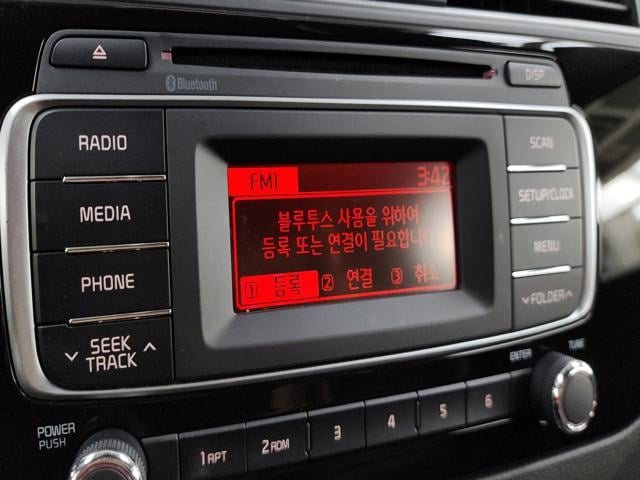 DISP
Bluetooth
RADIO
SCAN
FM1 3:42
MEDIA
SETUP/CLOCK
블루투스 사용을 위하여
등록 또는 연결이 필요합니다
PHONE
MENU
1 등록 2 연결 3 취소
FOLDER
SEEK
TRACK
ENTER
TUNE
POWER
PUSH
1 RPT
2 RDM
3
4
5
6